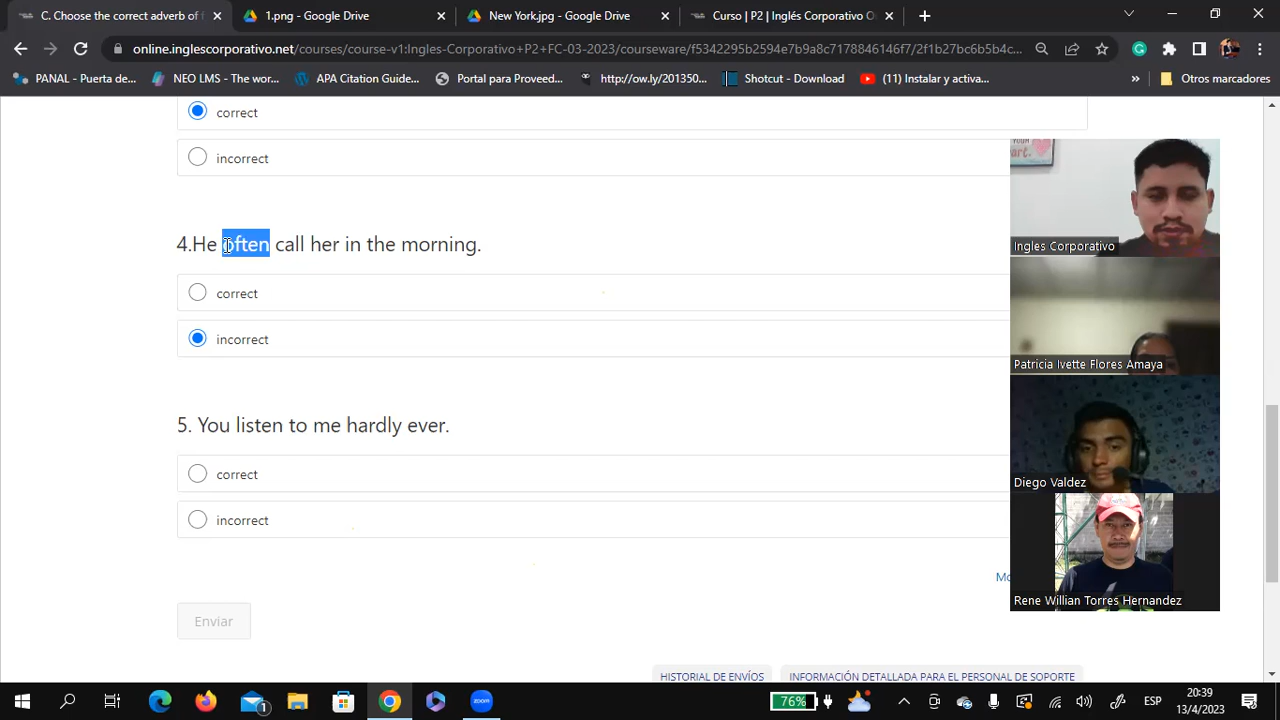 C. Choose the correct adverb of f
1.png - Google Drive
New York.jpg - Google Drive
Curso | P2 | Inglés Corporativo O
online.inglescorporativo.net/courses/course-v1:Ingles-Corporativo+P2+FC-03-2023/courseware/f5342295b2594e7b9a8c7178846146f7/2f1b27bc6b5b4c...
PANAL - Puerta de...
NEO LMS - The wor...
APA Citation Guide...
Portal para Proveed...
http://ow.ly/201350...
Shotcut - Download
(11) Instalar y activa...
»
Otros marcadores
correct
incorrect
4.He often call her in the morning.
correct
incorrect
5. You listen to me hardly ever.
correct
incorrect
Mo
Enviar
HISTORIAL DE ENVÍOS
INFORMACIÓN DETALLADA PARA EL PERSONAL DE SOPORTE
YOUR
Ingles Corporativo
Patricia Ivette Flores Amaya
Diego Valdez
Rene Willian Torres Hernandez
1
zoom
76%
ESP
20:39
13/4/2023